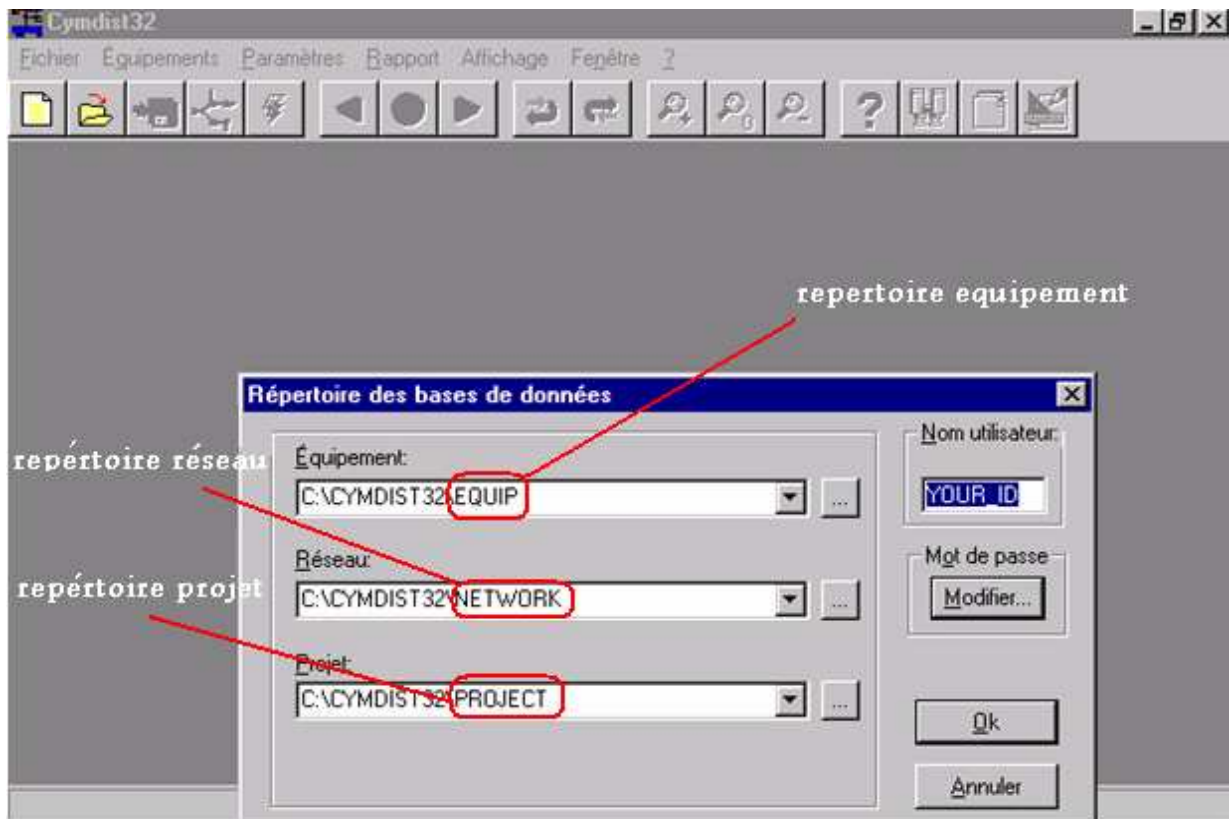 Cymdist32
Fichier Équipements Paramètres Rapport Affichage Fenêtre ?
repertoire equipement
Répertoire des bases de données
repértoire réseau
Équipement:
C:\CYMDIST32\EQUIP
...
Nom utilisateur:
YOUR_ID
Réseau:
C:\CYMDIST32\NETWORK
...
Mot de passe
Modifier...
repértoire projet
Projet:
C:\CYMDIST32\PROJECT
...
Ok
Annuler